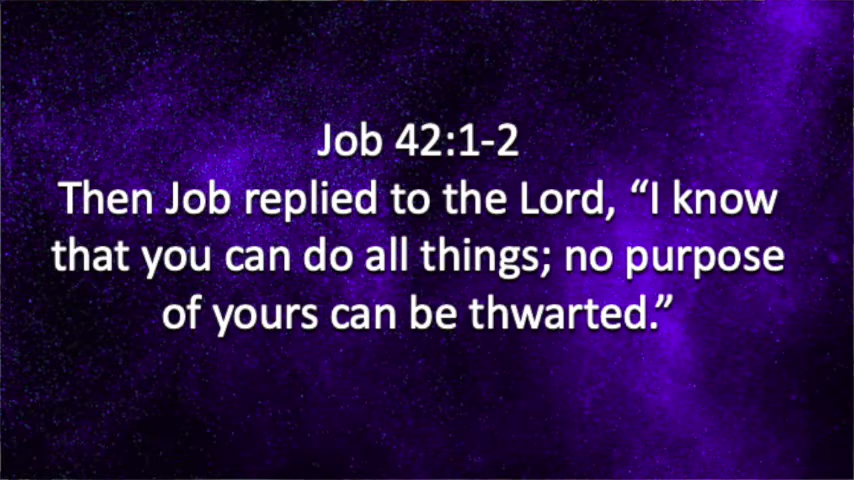 Job 42:1-2
Then Job replied to the Lord, “I know
that you can do all things; no purpose
of yours can be thwarted.”